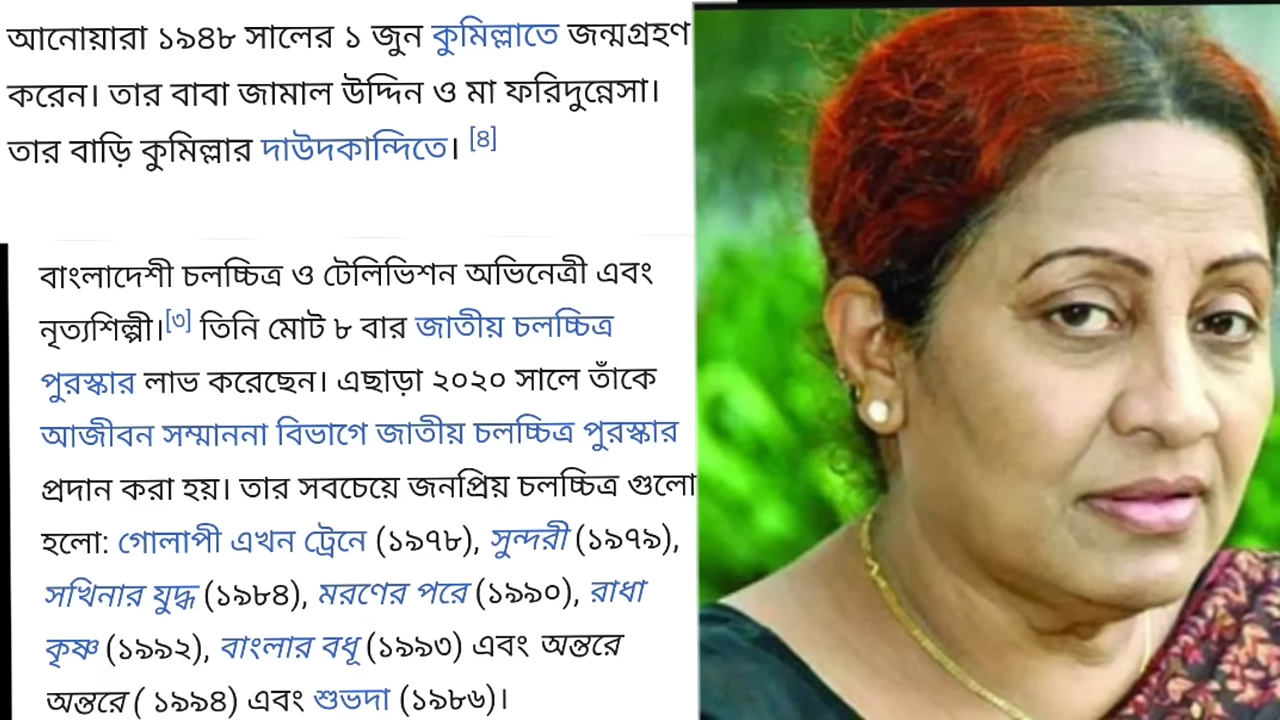 আনোয়ারা ১৯৪৮ সালের ১ জুন কুমিল্লাতে জন্মগ্রহণ
করেন। তার বাবা জামাল উদ্দিন ও মা ফরিদুন্নেসা।
তার বাড়ি কুমিল্লার দাউদকান্দিতে। [৪]
বাংলাদেশী চলচ্চিত্র ও টেলিভিশন অভিনেত্রী এবং
নৃত্যশিল্পী।[৩] তিনি মোট ৮ বার জাতীয় চলচ্চিত্র
পুরস্কার লাভ করেছেন। এছাড়া ২০২০ সালে তাঁকে
আজীবন সম্মাননা বিভাগে জাতীয় চলচ্চিত্র পুরস্কার
প্রদান করা হয়। তার সবচেয়ে জনপ্রিয় চলচ্চিত্র গুলো
হলো: গোলাপী এখন ট্রেনে (১৯৭৮), সুন্দরী (১৯৭৯),
সখিনার যুদ্ধ (১৯৮৪), মরণের পরে (১৯৯০), রাধা
কৃষ্ণ (১৯৯২), বাংলার বধূ (১৯৯৩) এবং অন্তরে
অন্তরে ( ১৯৯৪) এবং শুভদা (১৯৮৬)।